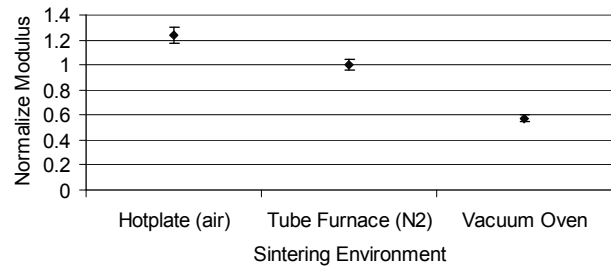 Normalize Modulus
1.4
1.2
1
0.8
0.6
0.4
0.2
0
Hotplate (air) Tube Furnace (N2) Vacuum Oven
Sintering Environment